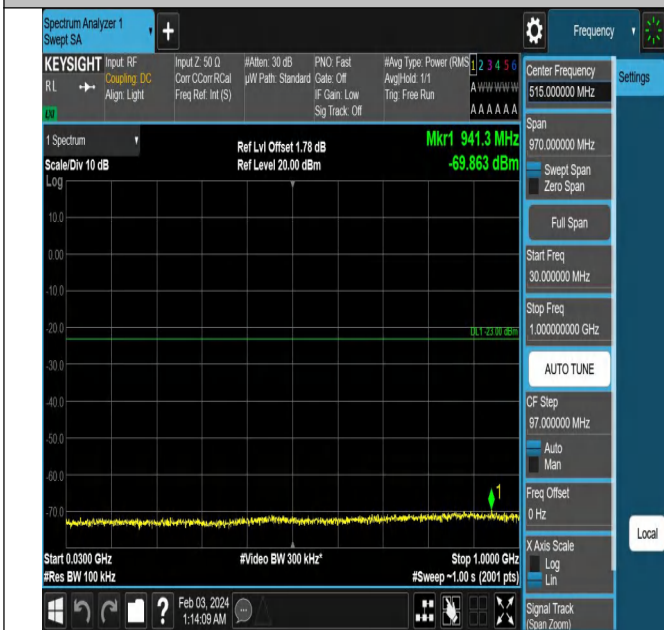 Spectrum Analyzer 1
Swept SA
Frequency
KEYSIGHT
RL
LXI
Input: RF
Coupling: DC
Align: Light
Input Z: 50 Ω
Corr CCorr RCal
Freq Ref: Int (S)
#Atten: 30 dB
µW Path: Standard
PNO: Fast
Gate: Off
IF Gain: Low
Sig Track: Off
#Avg Type: Power (RMS
Avg|Hold: 1/1
Trig: Free Run
1 2 3 4 5 6
A W W W W W
A A A A A A
1 Spectrum
Scale/Div 10 dB
Ref Lvl Offset 1.78 dB
Ref Level 20.00 dBm
Mkr1 941.3 MHz
-69.863 dBm
Log
10.0
0.00
-10.0
-20.0
-30.0
-40.0
-50.0
-60.0
-70.0
DL1 -23.00 dBm
1
Start 0.0300 GHz
#Res BW 100 kHz
#Video BW 300 kHz*
Stop 1.0000 GHz
#Sweep ~1.00 s (2001 pts)
Feb 03, 2024
1:14:09 AM
Center Frequency
515.000000 MHz
Span
970.000000 MHz
Swept Span
Zero Span
Full Span
Start Freq
30.000000 MHz
Stop Freq
1.000000000 GHz
AUTO TUNE
CF Step
97.000000 MHz
Auto
Man
Freq Offset
0 Hz
X Axis Scale
Log
Lin
Signal Track
(Span Zoom)
Settings
Local